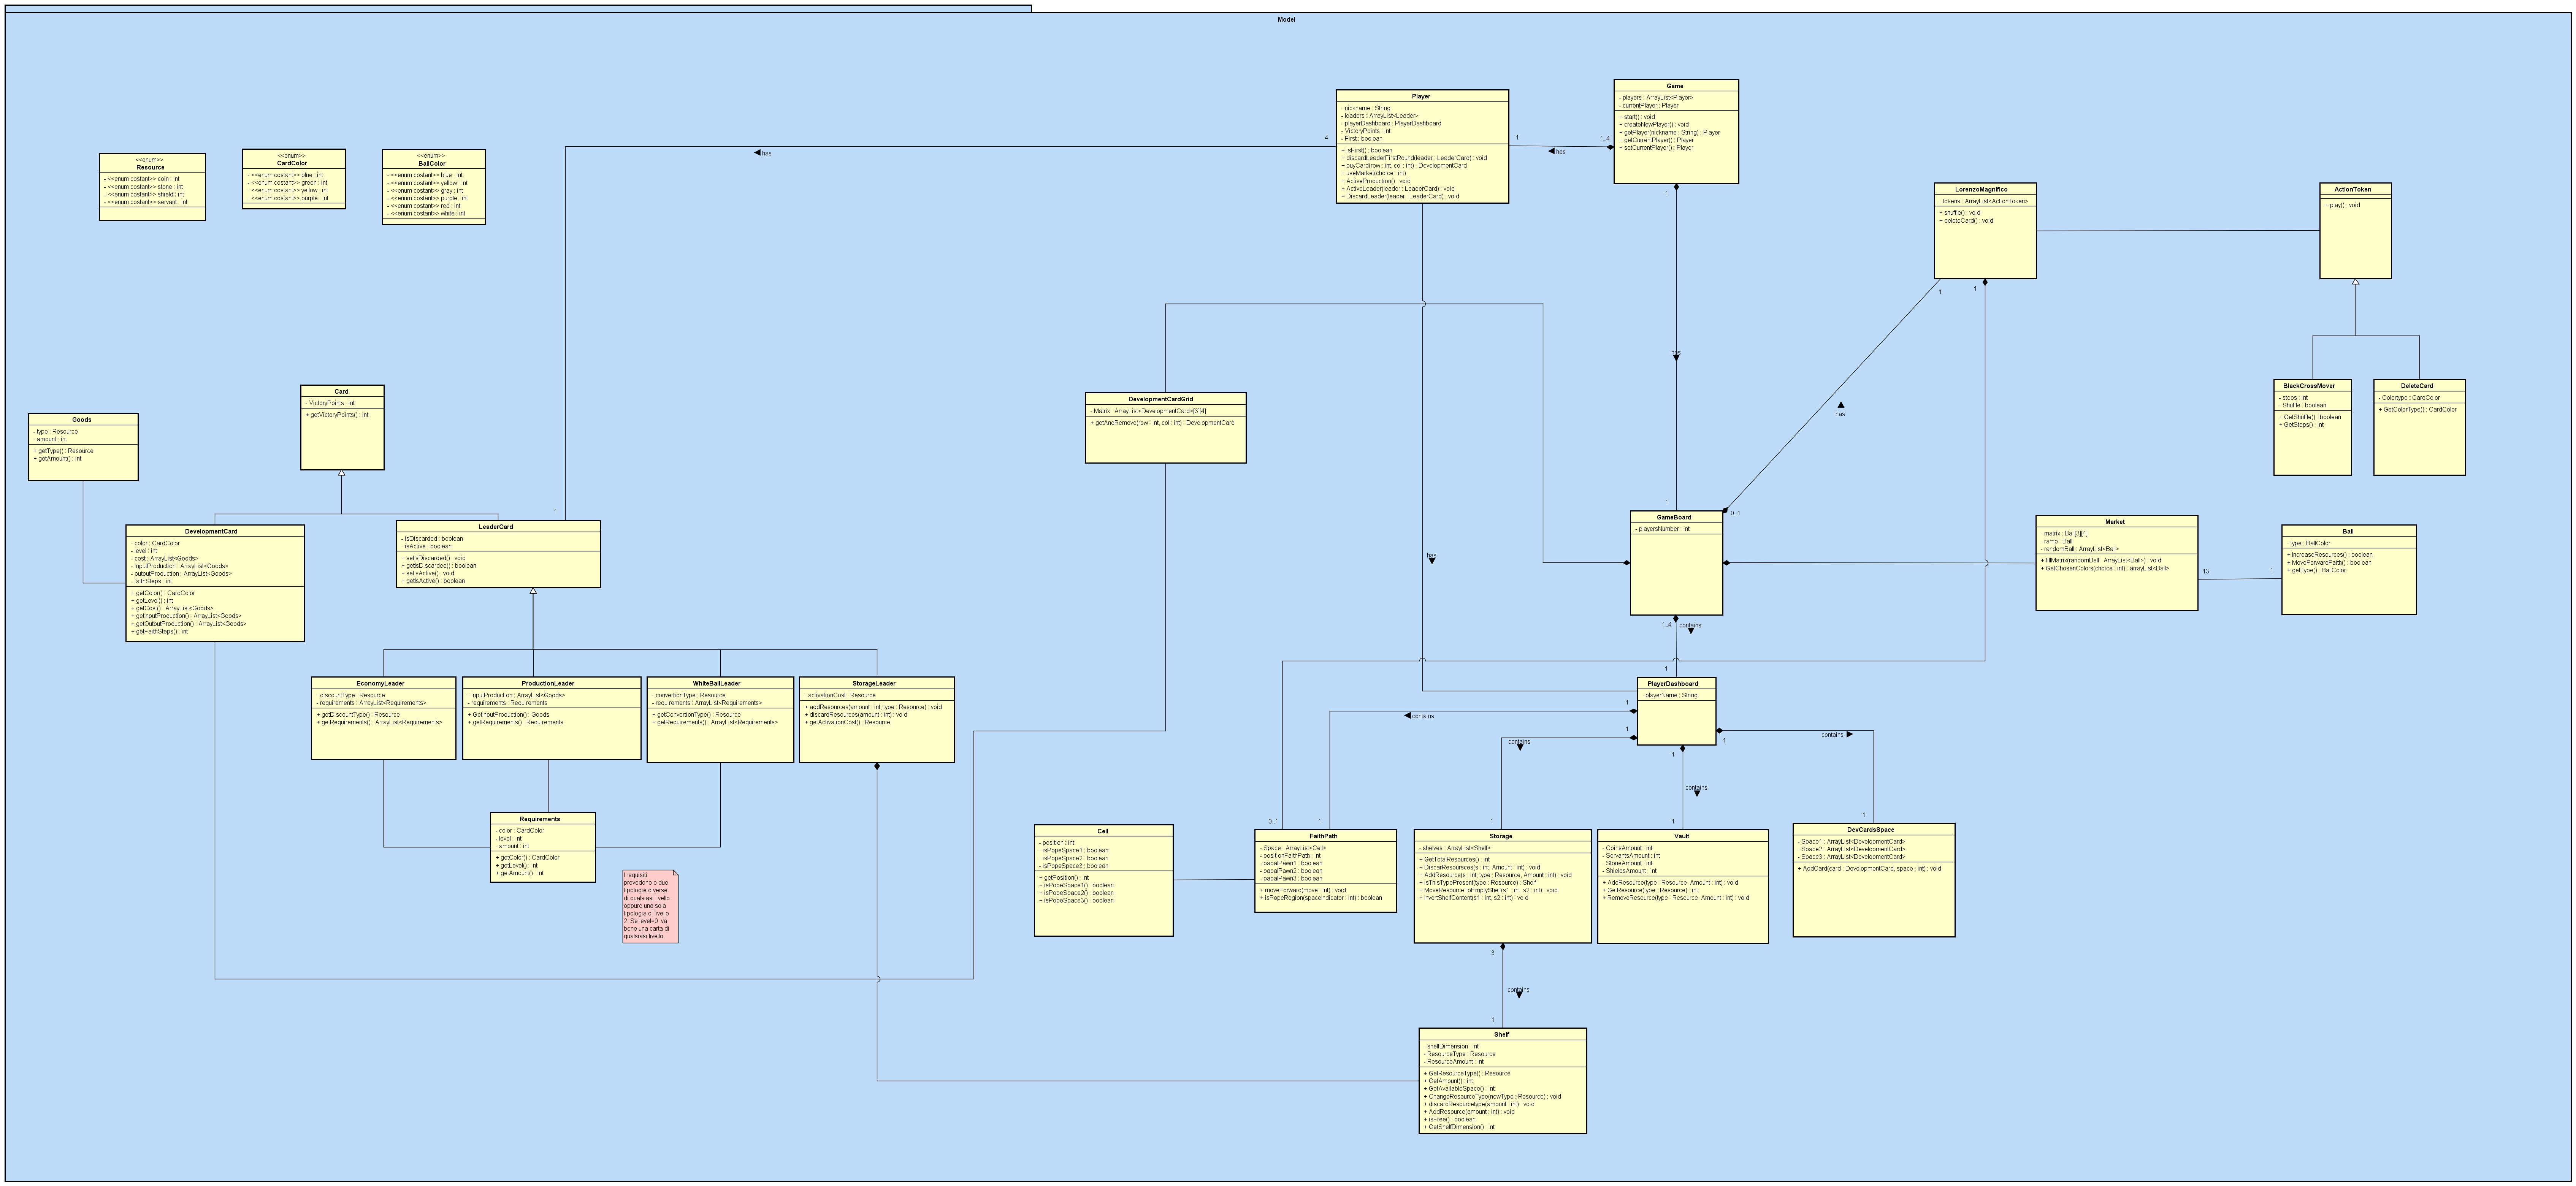 Model
Player
- nickname : String
- leaders : ArrayList<Leader>
- playerDashboard : PlayerDashboard
- VictoryPoints : int
- First : boolean
+ isFirst() : boolean
+ discardLeaderFirstRound(leader : LeaderCard) : void
+ buyCard(row : int, col : int) : DevelopmentCard
+ useMarket(choice : int)
+ ActiveProduction() : void
+ ActiveLeader(leader : LeaderCard) : void
+ DiscardLeader(leader : LeaderCard) : void
Game
- players : ArrayList<Player>
- currentPlayer : Player
+ start() : void
+ createNewPlayer() : void
+ getPlayer(nickname : String) : Player
+ getCurrentPlayer() : Player
+ setCurrentPlayer() : Player
4
has
1
1..4
has
1
has
1
<<enum>>
Resource
- <<enum costant>> coin : int
- <<enum costant>> stone : int
- <<enum costant>> shield : int
- <<enum costant>> servant : int
<<enum>>
CardColor
- <<enum costant>> blue : int
- <<enum costant>> green : int
- <<enum costant>> yellow : int
- <<enum costant>> purple : int
<<enum>>
BallColor
- <<enum costant>> blue : int
- <<enum costant>> yellow : int
- <<enum costant>> gray : int
- <<enum costant>> purple : int
- <<enum costant>> red : int
- <<enum costant>> white : int
LorenzoMagnifico
- tokens : ArrayList<ActionToken>
+ shuffle() : void
+ deleteCard() : void
1
1
ActionToken
+ play() : void
BlackCrossMover
- steps : int
- Shuffle : boolean
+ GetShuffle() : boolean
+ GetSteps() : int
DeleteCard
- Colortype : CardColor
+ GetColorType() : CardColor
has
0..1
Goods
- type : Resource
- amount : int
+ getType() : Resource
+ getAmount() : int
Card
- VictoryPoints : int
+ getVictoryPoints() : int
DevelopmentCardGrid
- Matrix : ArrayList<DevelopmentCard>[3][4]
+ getAndRemove(row : int, col : int) : DevelopmentCard
DevelopmentCard
- color : CardColor
- level : int
- cost : ArrayList<Goods>
- inputProduction : ArrayList<Goods>
- outputProduction : ArrayList<Goods>
- faithSteps : int
+ getColor() : CardColor
+ getLevel() : int
+ getCost() : ArrayList<Goods>
+ getInputProduction() : ArrayList<Goods>
+ getOutputProduction() : ArrayList<Goods>
+ getFaithSteps() : int
1
LeaderCard
- isDiscarded : boolean
- isActive : boolean
+ setIsDiscarded() : void
+ getIsDiscarded() : boolean
+ setIsActive() : void
+ getIsActive() : boolean
has
GameBoard
- playersNumber : int
1..4
contains
1
Market
- matrix : Ball[3][4]
- ramp : Ball
- randomBall : ArrayList<Ball>
+ fillMatrix(randomBall : ArrayList<Ball>) : void
+ GetChosenColors(choice : int) : arrayList<Ball>
13
1
Ball
- type : BallColor
+ IncreaseResources() : boolean
+ MoveForwardFaith() : boolean
+ getType() : BallColor
EconomyLeader
- discountType : Resource
- requirements : ArrayList<Requirements>
+ getDiscountType() : Resource
+ getRequirements() : ArrayList<Requirements>
ProductionLeader
- inputProduction : ArrayList<Goods>
- requirements : Requirements
+ GetInputProduction() : Goods
+ getRequirements() : Requirements
WhiteBallLeader
- convertionType : Resource
- requirements : ArrayList<Requirements>
+ getConvertionType() : Resource
+ getRequirements() : ArrayList<Requirements>
StorageLeader
- activationCost : Resource
+ addResources(amount : int, type : Resource) : void
+ discardResources(amount : int) : void
+ getActivationCost() : Resource
PlayerDashboard
- playerName : String
1
contains
1
contains
1
contains
1
contains
Requirements
- color : CardColor
- level : int
- amount : int
+ getColor() : CardColor
+ getLevel() : int
+ getAmount() : int
I requisiti
prevedono o due
tipologie diverse
di qualsiasi livello
oppure una sola
tipologia di livello
2. Se level=0, va
bene una carta di
qualsiasi livello.
Cell
- position : int
- isPopeSpace1 : boolean
- isPopeSpace2 : boolean
- isPopeSpace3 : boolean
+ getPosition() : int
+ isPopeSpace1() : boolean
+ isPopeSpace2() : boolean
+ isPopeSpace3() : boolean
0..1
1
FaithPath
- Space : ArrayList<Cell>
- positionFaithPath : int
- papalPawn1 : boolean
- papalPawn2 : boolean
- papalPawn3 : boolean
+ moveForward(move : int) : void
+ isPopeRegion(spaceIndicator : int) : boolean
1
Storage
- shelves : ArrayList<Shelf>
+ GetTotalResources() : int
+ DiscarResoursces(s : int, Amount : int) : void
+ AddResource(s : int, type : Resource, Amount : int) : void
+ isThisTypePresent(type : Resource) : Shelf
+ MoveResourceToEmptyShelf(s1 : int, s2 : int) : void
+ InvertShelfContent(s1 : int, s2 : int) : void
1
Vault
- CoinsAmount : int
- ServantsAmount : int
- StoneAmount : int
- ShieldsAmount : int
+ AddResource(type : Resource, Amount : int) : void
+ GetResource(type : Resource) : int
+ RemoveResource(type : Resource, Amount : int) : void
1
DevCardsSpace
- Space1 : ArrayList<DevelopmentCard>
- Space2 : ArrayList<DevelopmentCard>
- Space3 : ArrayList<DevelopmentCard>
+ AddCard(card : DevelopmentCard, space : int) : void
3
contains
1
Shelf
- shelfDimension : int
- ResourceType : Resource
- ResourceAmount : int
+ GetResourceType() : Resource
+ GetAmount() : int
+ GetAvailableSpace() : int
+ ChangeResourceType(newType : Resource) : void
+ discardResourcetype(amount : int) : void
+ AddResource(amount : int) : void
+ isFree() : boolean
+ GetShelfDimension() : int